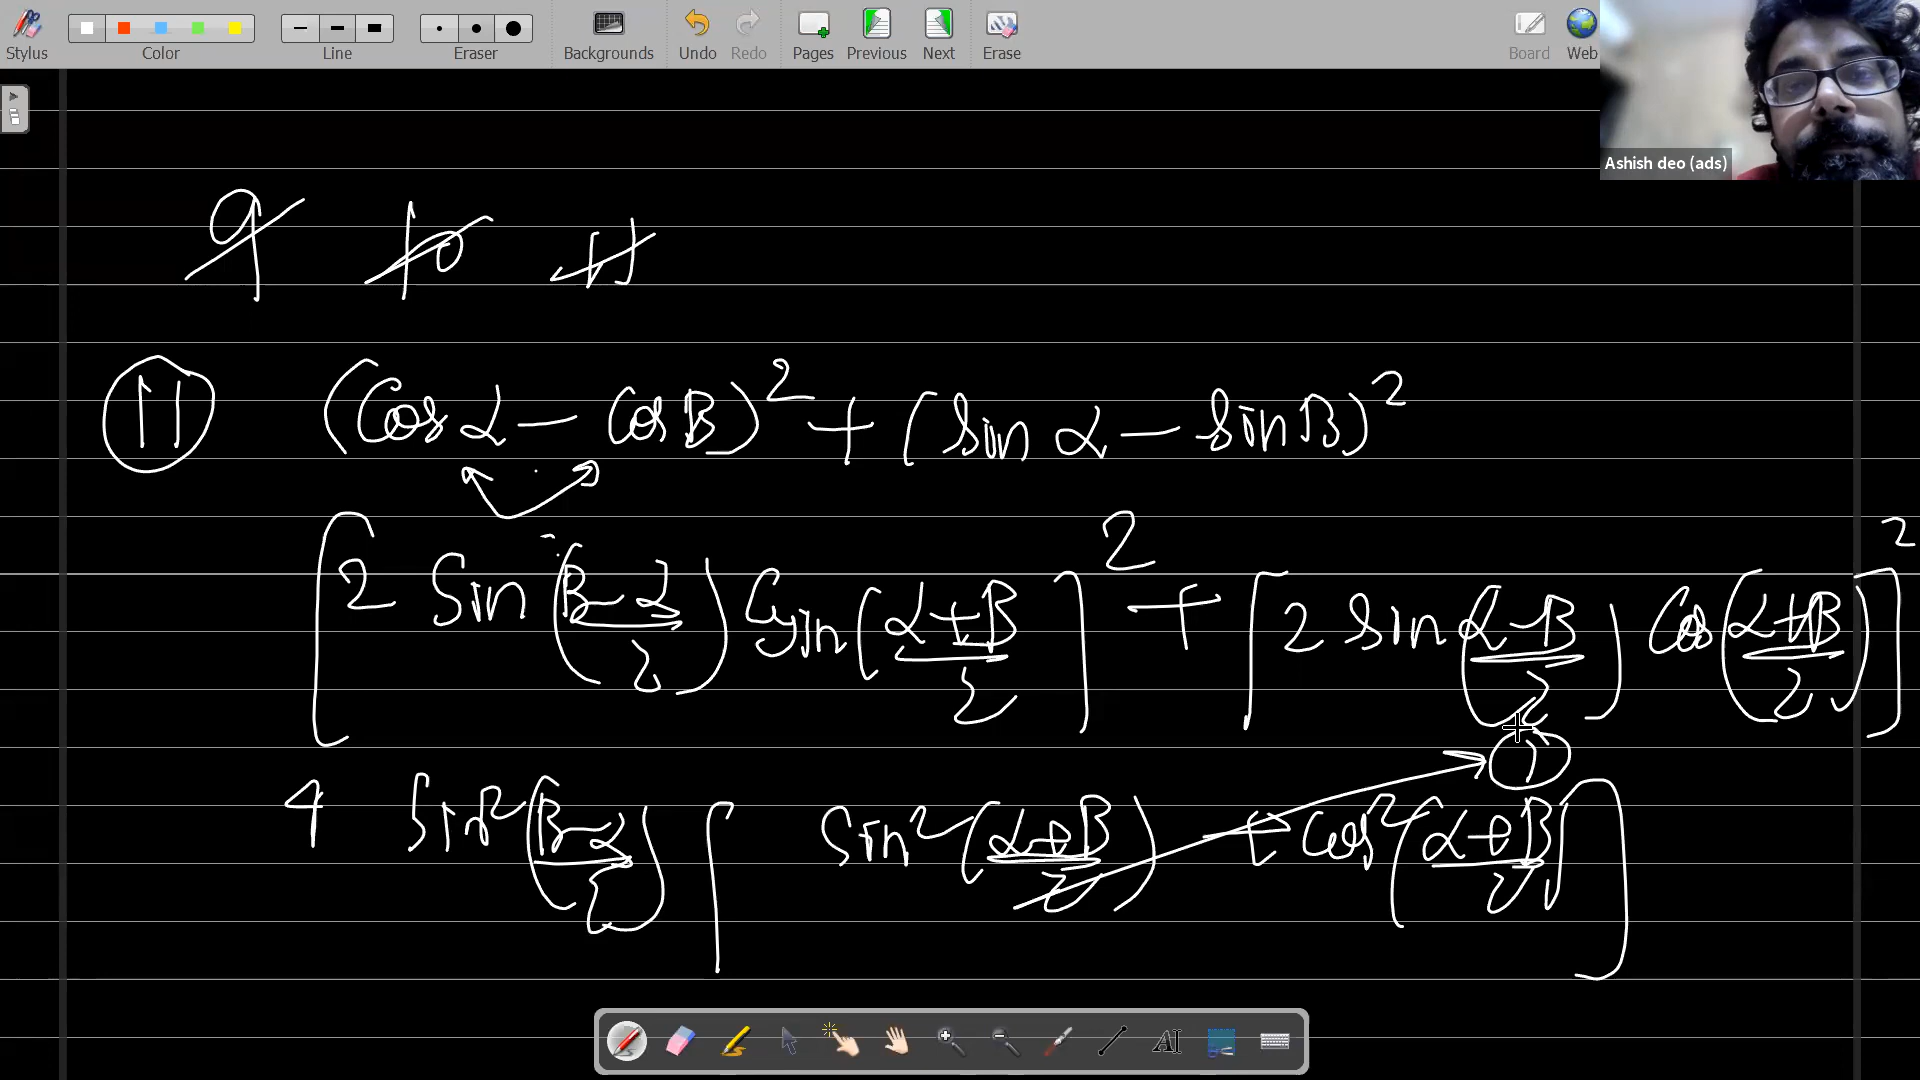 Stylus Color Line Eraser Backgrounds Undo Redo Pages Previous Next Erase Board Web
Ashish deo (ads)
9 10 11
11 (Cos α - Cos B)² + (Sin α - Sin B)²
[2 Sin (B-α/2) Sin (α+B/2)]² + [2 Sin (α-B/2) Cos (α+B/2)]²
1
4 Sin² (B-α/2) [Sin² (α+B/2) + Cos² (α+B/2)]